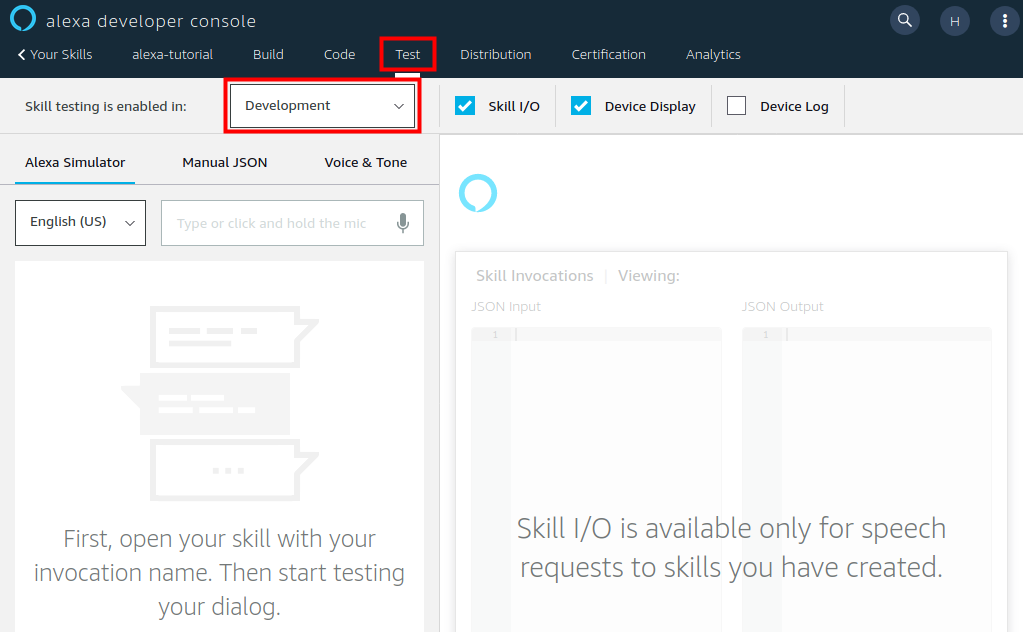 alexa developer console
H
Your Skills
alexa-tutorial
Build
Code
Test
Distribution
Certification
Analytics
Skill testing is enabled in:
Development
Skill I/O
Device Display
Device Log
Alexa Simulator
Manual JSON
Voice & Tone
English (US)
Type or click and hold the mic
First, open your skill with your
invocation name. Then start testing
your dialog.
Skill Invocations | Viewing:
JSON Input
JSON Output
1
1
Skill I/O is available only for speech
requests to skills you have created.